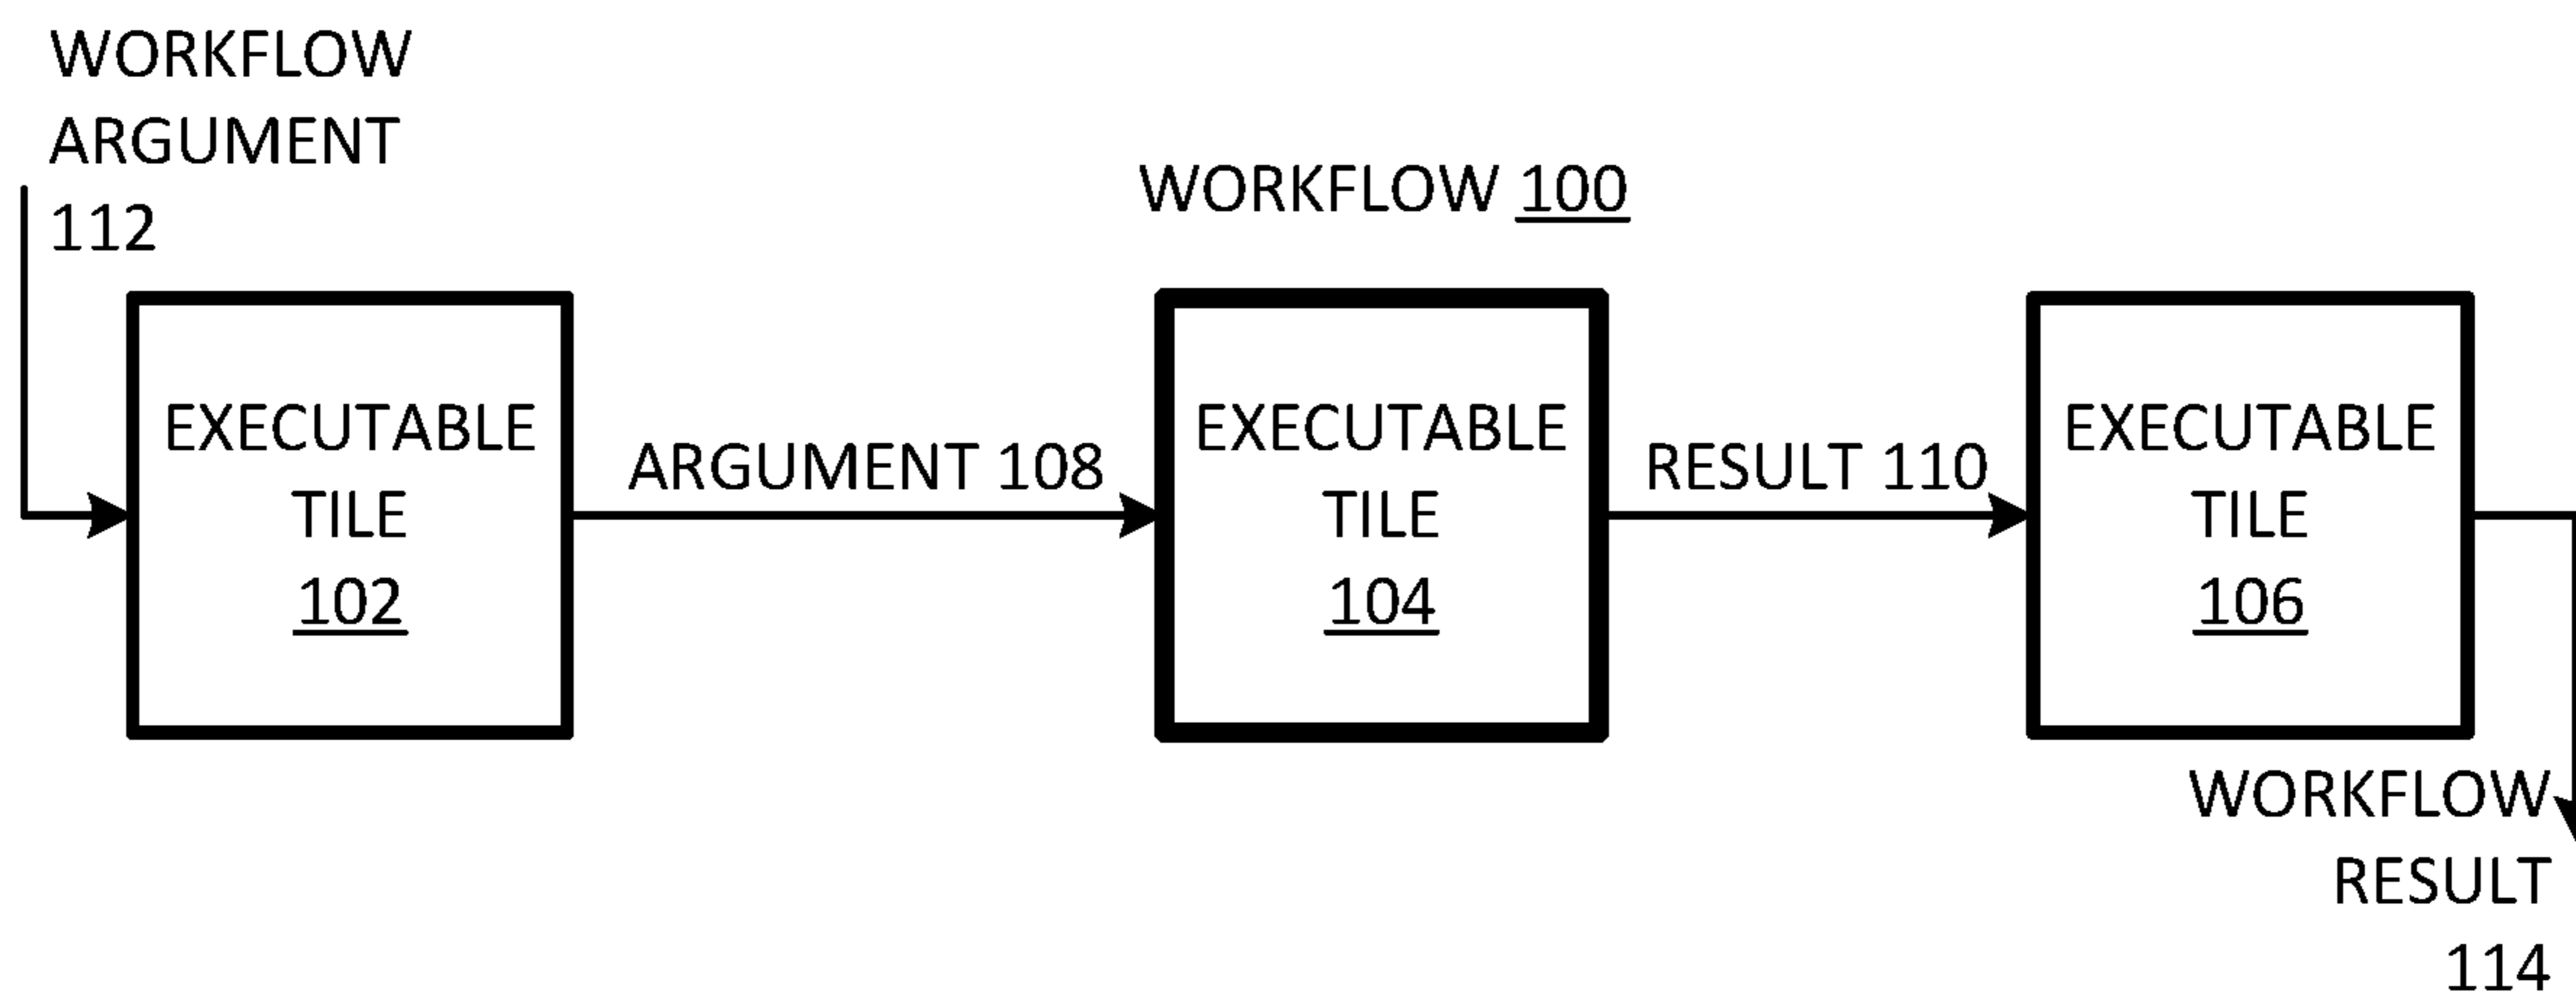 WORKFLOW
ARGUMENT
112
WORKFLOW 100
EXECUTABLE
TILE
102
ARGUMENT 108
EXECUTABLE
TILE
104
RESULT 110
EXECUTABLE
TILE
106
WORKFLOW
RESULT
114